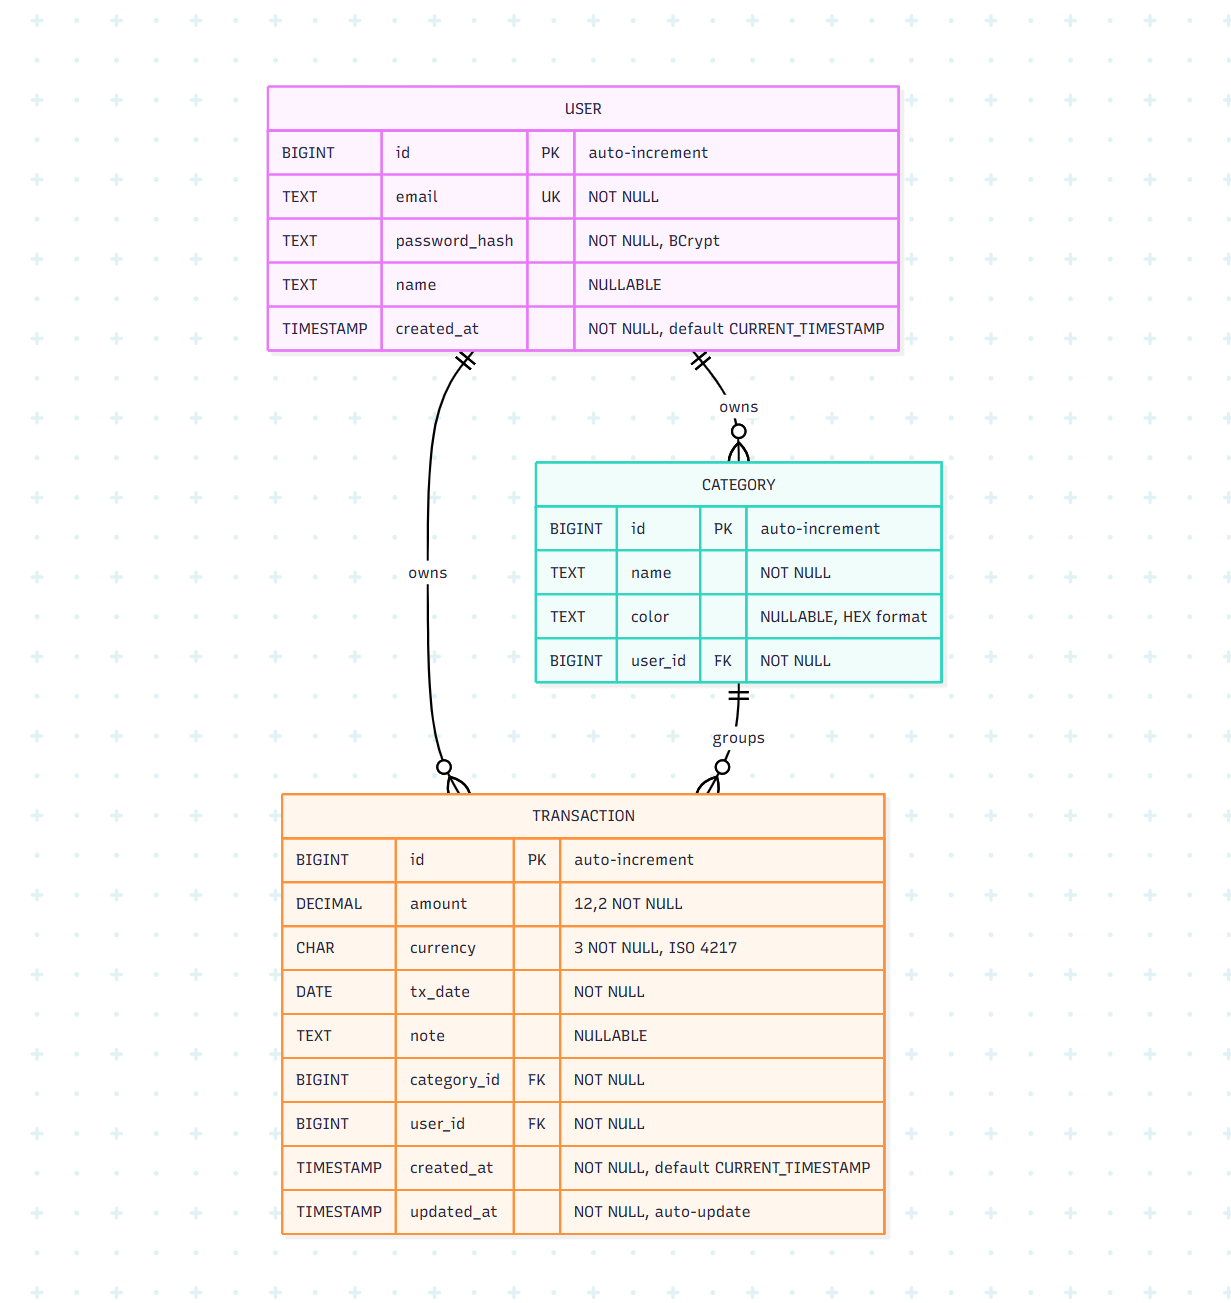 USER
BIGINT id PK auto-increment
TEXT email UK NOT NULL
TEXT password_hash NOT NULL, BCrypt
TEXT name NULLABLE
TIMESTAMP created_at NOT NULL, default CURRENT_TIMESTAMP
owns
CATEGORY
BIGINT id PK auto-increment
TEXT name NOT NULL
TEXT color NULLABLE, HEX format
BIGINT user_id FK NOT NULL
owns
groups
TRANSACTION
BIGINT id PK auto-increment
DECIMAL amount 12,2 NOT NULL
CHAR currency 3 NOT NULL, ISO 4217
DATE tx_date NOT NULL
TEXT note NULLABLE
BIGINT category_id FK NOT NULL
BIGINT user_id FK NOT NULL
TIMESTAMP created_at NOT NULL, default CURRENT_TIMESTAMP
TIMESTAMP updated_at NOT NULL, auto-update